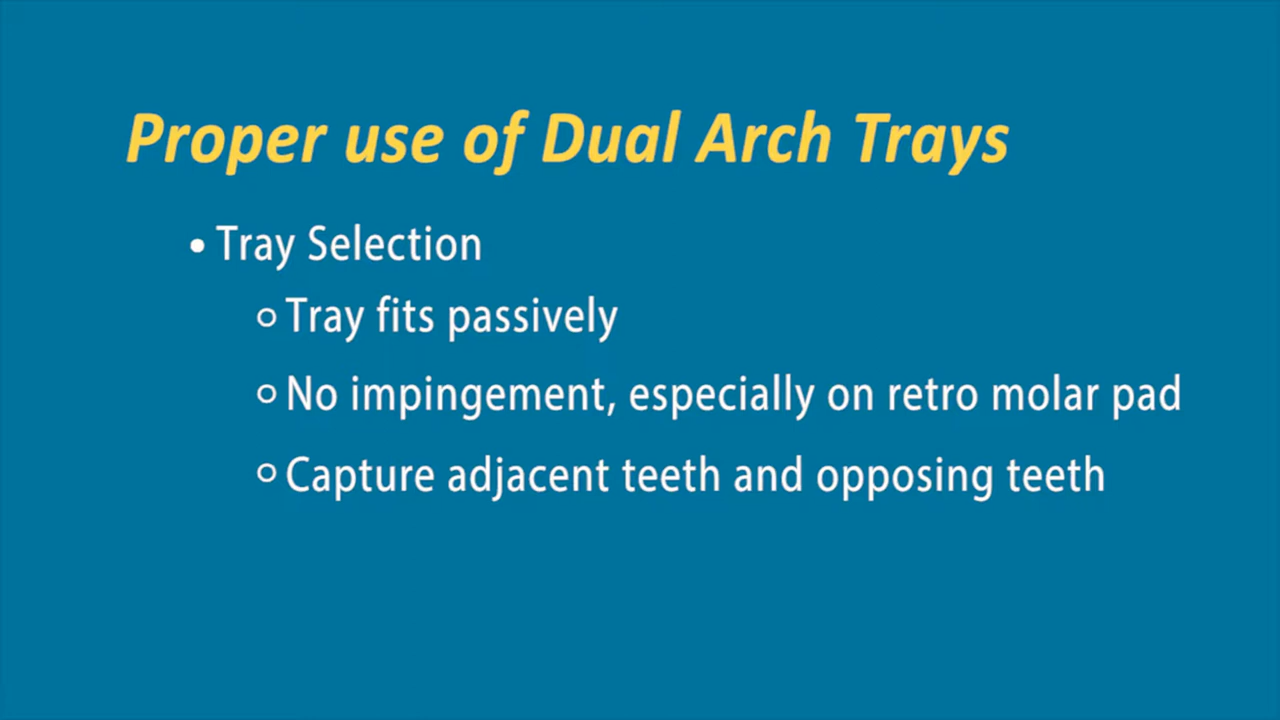 Proper use of Dual Arch Trays
• Tray Selection
○ Tray fits passively
○ No impingement, especially on retro molar pad
○ Capture adjacent teeth and opposing teeth